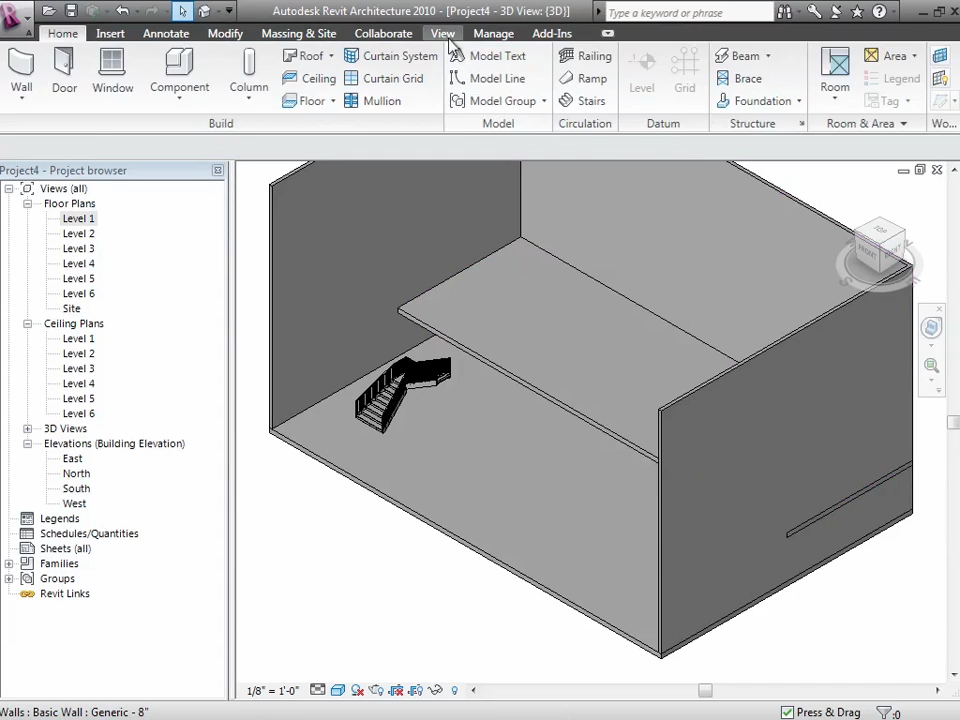 Autodesk Revit Architecture 2010 - [Project4 - 3D View: {3D}]
Type a keyword or phrase
Home Insert Annotate Modify Massing & Site Collaborate View Manage Add-Ins
Wall Door Window Component Column
Roof Curtain System
Ceiling Curtain Grid
Floor Mullion
Build
Model Text
Model Line
Model Group
Model
Railing
Ramp
Stairs
Circulation
Level Grid
Datum
Beam
Brace
Foundation
Structure
Room
Area
Legend
Tag
Room & Area
Wo...
Project4 - Project browser
Views (all)
Floor Plans
Level 1
Level 2
Level 3
Level 4
Level 5
Level 6
Site
Ceiling Plans
Level 1
Level 2
Level 3
Level 4
Level 5
Level 6
3D Views
Elevations (Building Elevation)
East
North
South
West
Legends
Schedules/Quantities
Sheets (all)
Families
Groups
Revit Links
TOP
FRONT
RIGHT
1/8" = 1'-0"
Walls : Basic Wall : Generic - 8"
Press & Drag
:0